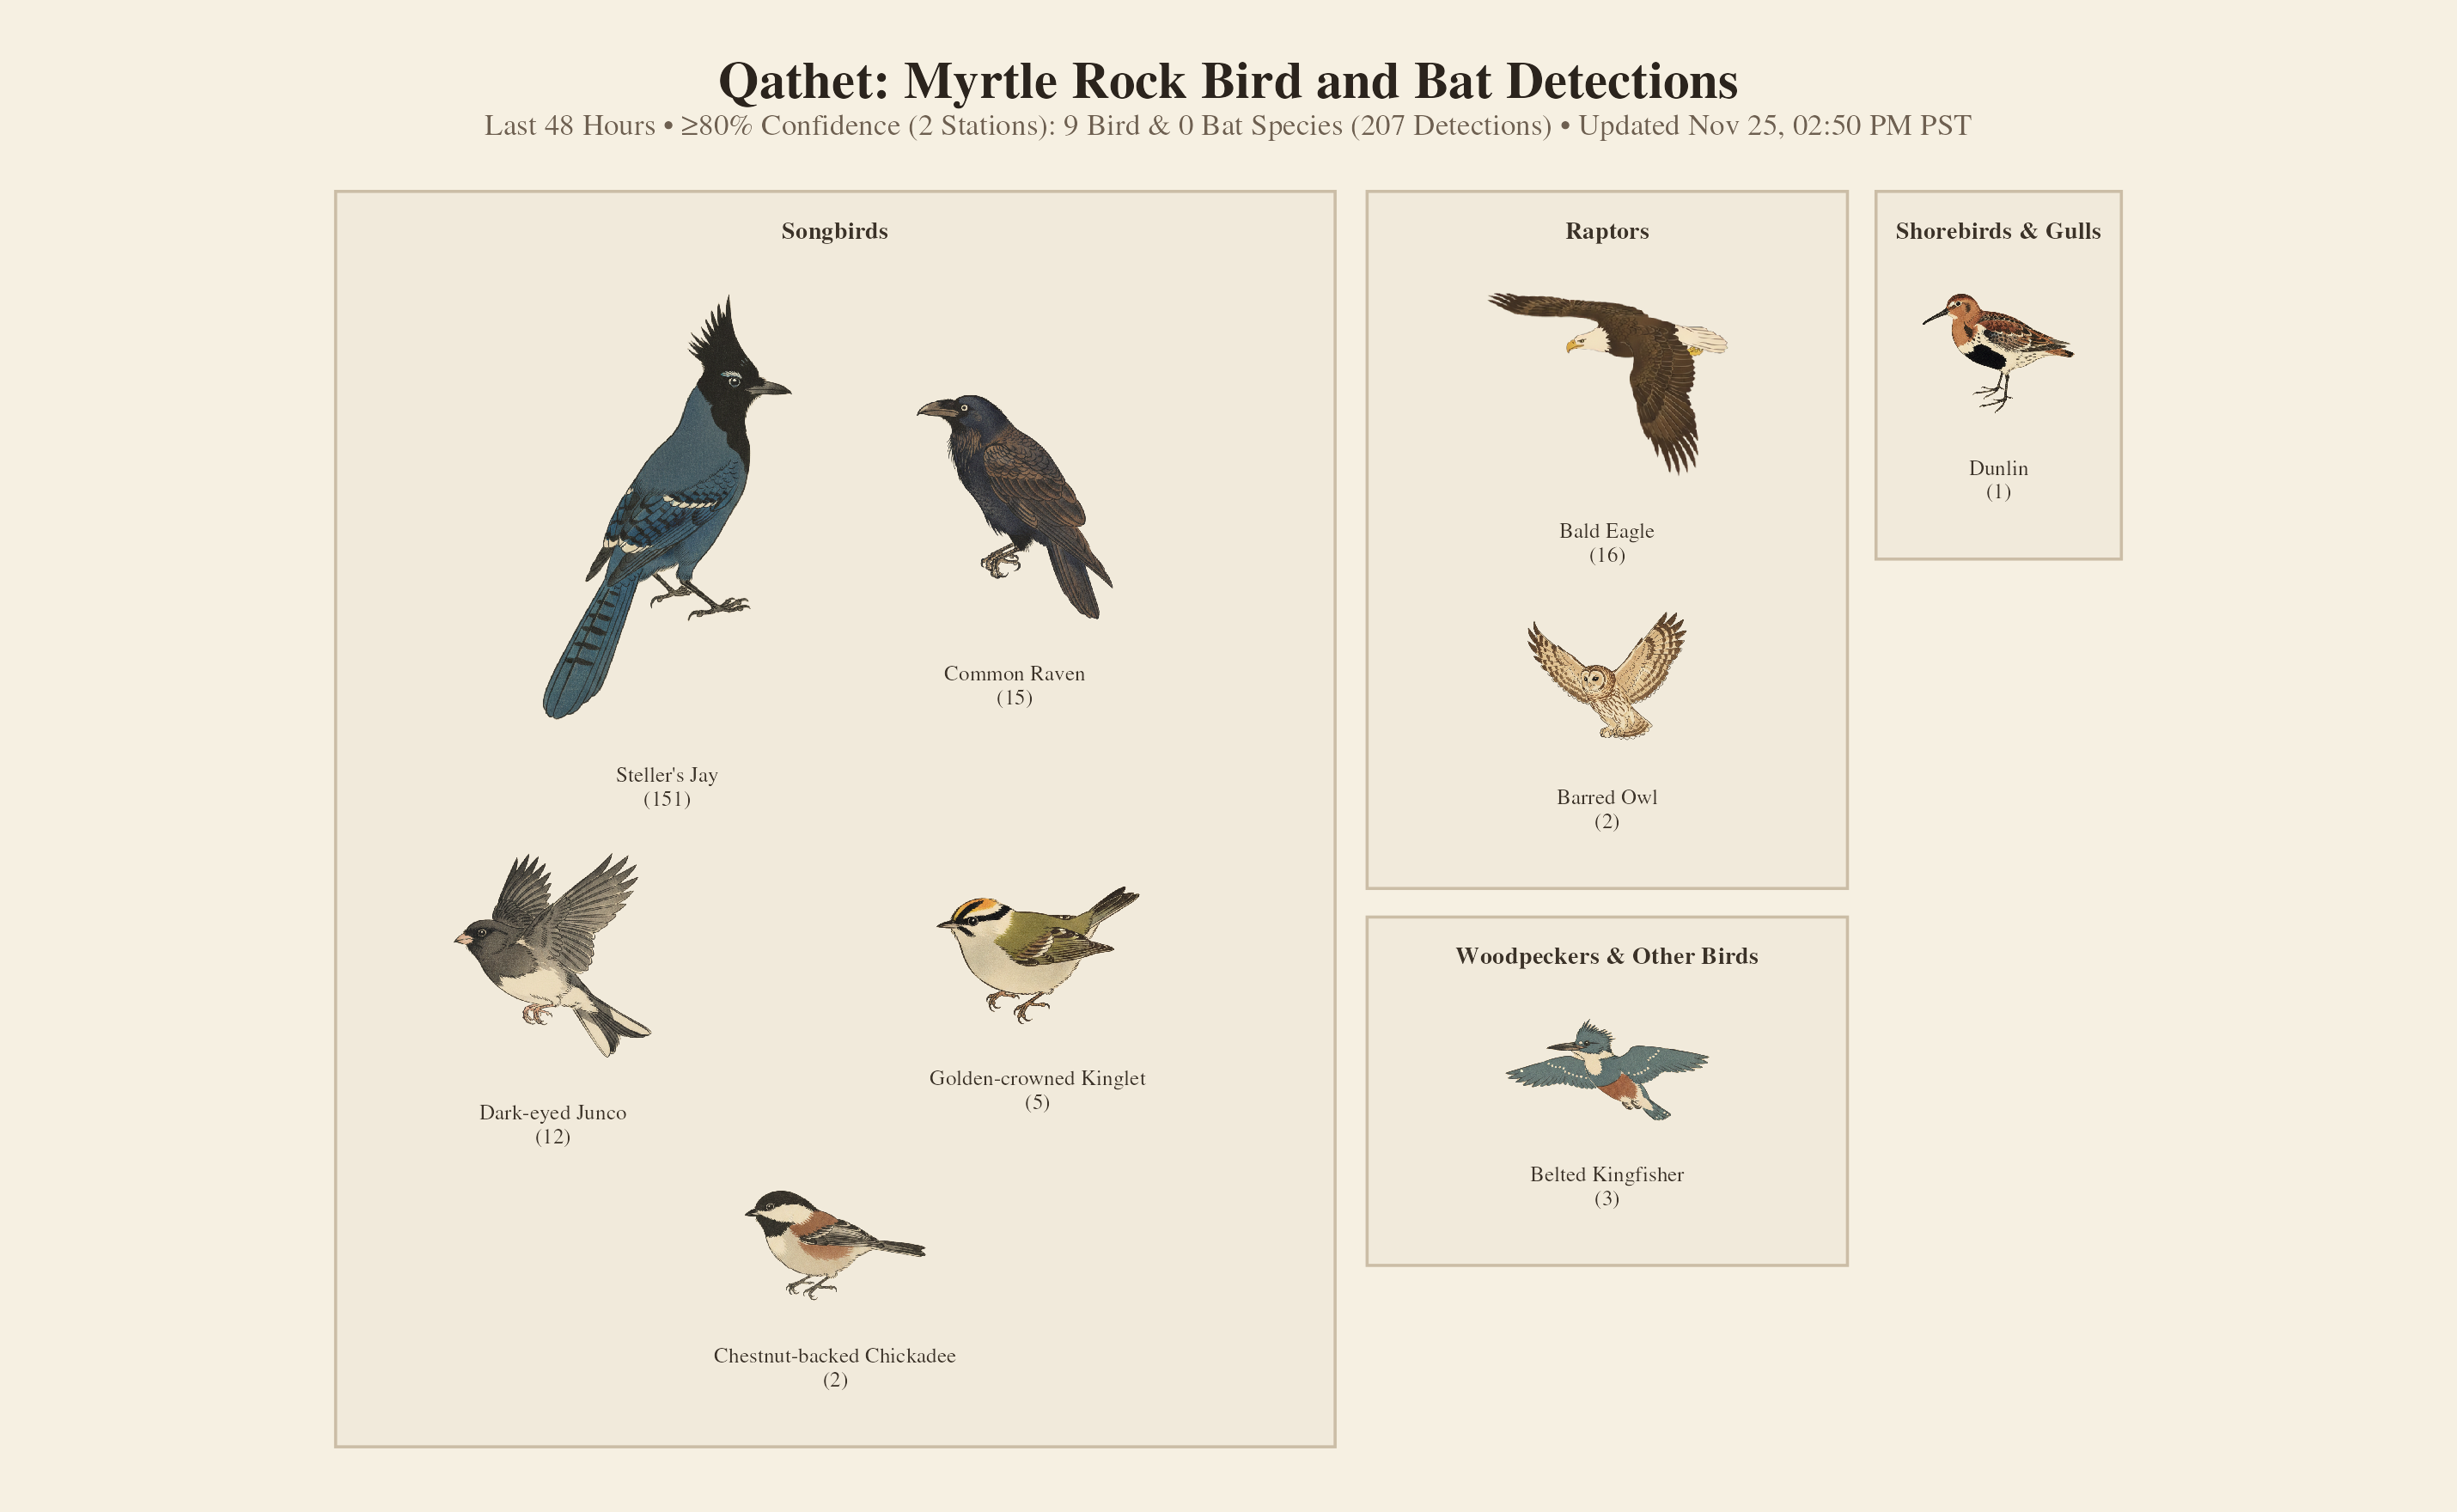 Qathet: Myrtle Rock Bird and Bat Detections
Last 48 Hours • ≥80% Confidence (2 Stations): 9 Bird & 0 Bat Species (207 Detections) • Updated Nov 25, 02:50 PM PST
Songbirds
Steller's Jay
(151)
Common Raven
(15)
Dark-eyed Junco
(12)
Golden-crowned Kinglet
(5)
Chestnut-backed Chickadee
(2)
Raptors
Bald Eagle
(16)
Barred Owl
(2)
Woodpeckers & Other Birds
Belted Kingfisher
(3)
Shorebirds & Gulls
Dunlin
(1)